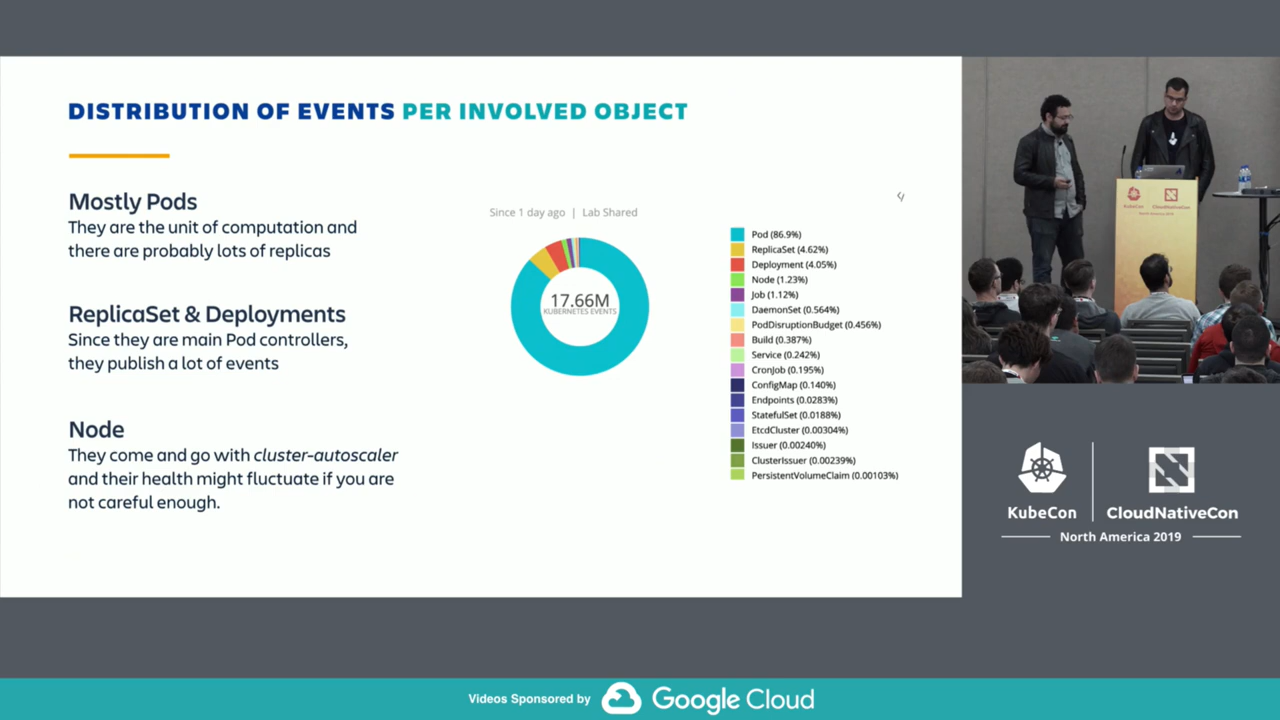 DISTRIBUTION OF EVENTS PER INVOLVED OBJECT
Mostly Pods
They are the unit of computation and
there are probably lots of replicas
ReplicaSet & Deployments
Since they are main Pod controllers,
they publish a lot of events
Node
They come and go with cluster-autoscaler
and their health might fluctuate if you are
not careful enough.
Since 1 day ago | Lab Shared
17.66M
KUBERNETES EVENTS
Pod (86.9%)
ReplicaSet (4.62%)
Deployment (4.05%)
Node (1.23%)
Job (1.12%)
DaemonSet (0.564%)
PodDisruptionBudget (0.456%)
Build (0.387%)
Service (0.242%)
CronJob (0.195%)
ConfigMap (0.140%)
Endpoints (0.0283%)
StatefulSet (0.0188%)
EtcdCluster (0.00304%)
Issuer (0.00240%)
ClusterIssuer (0.00239%)
PersistentVolumeClaim (0.00103%)
KubeCon CloudNativeCon
North America 2019
KubeCon CloudNativeCon
North America 2019
Videos Sponsored by Google Cloud